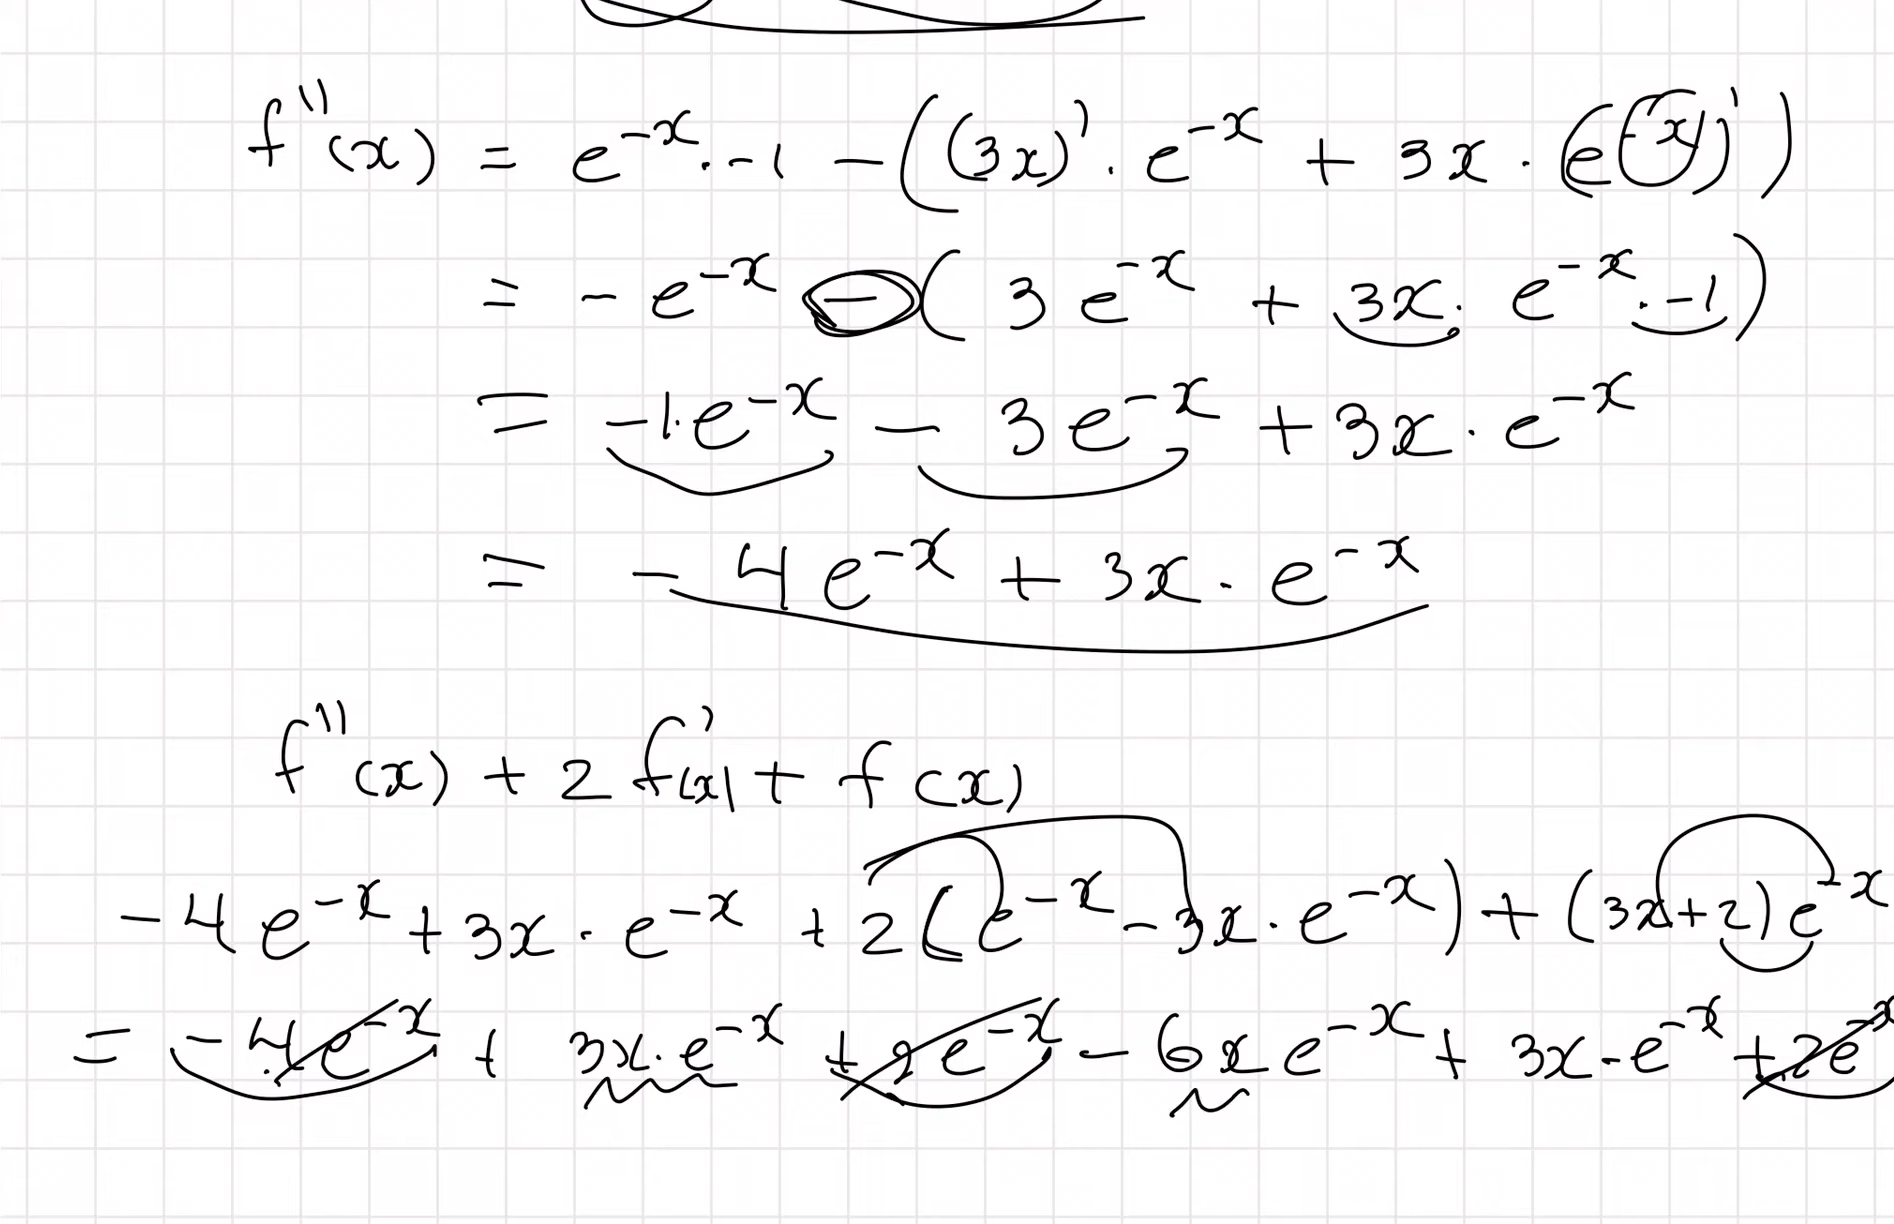 f''(x) = e^{-x}·-1 - ((3x)'·e^{-x} + 3x·(e^{(-x)})')
= -e^{-x} - (3e^{-x} + 3x·e^{-x}·-1)
= -1·e^{-x} - 3e^{-x} + 3x·e^{-x}
= -4e^{-x} + 3x·e^{-x}
f''(x) + 2f'(x) + f(x)
-4e^{-x} + 3x·e^{-x} + 2(e^{-x} - 3x·e^{-x}) + (3x+2)e^{-x}
= -4e^{-x} + 3x·e^{-x} + 2e^{-x} - 6xe^{-x} + 3x·e^{-x} + 2e^{-x}